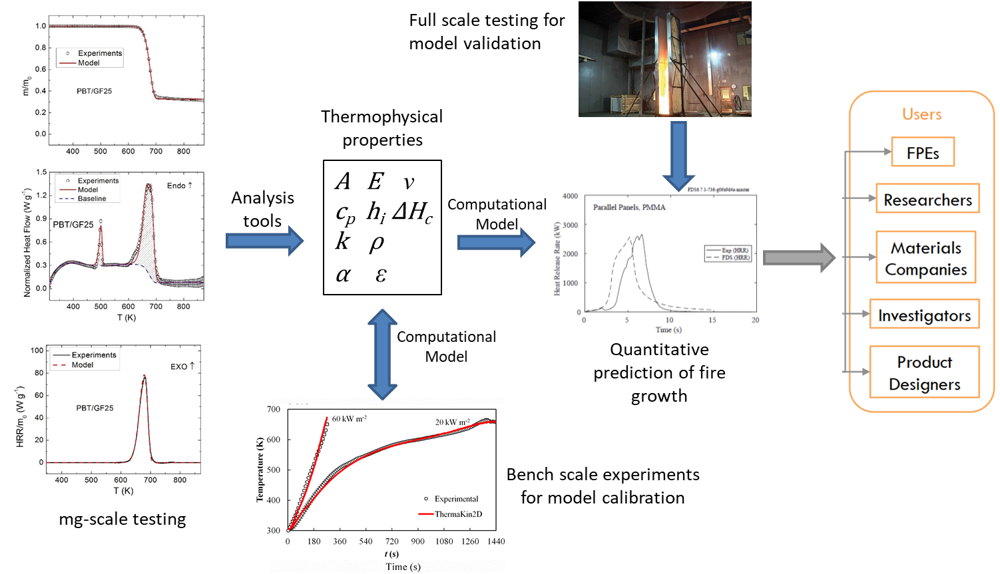 Full scale testing for
model validation
1.0
0.8
0.6
0.4
0.2
0.0
m/m0
Experiments
Model
PBT/GF25
400 500 600 700 800
1.5
1.2
0.9
0.6
0.3
0.0
Normalized Heat Flow (W g-1)
Experiments
Model
Baseline
Endo ↑
PBT/GF25
400 500 600 700 800
T (K)
100
80
60
40
20
0
HRR/m0 (W g-1)
Experiments
Model
EXO ↑
PBT/GF25
400 500 600 700 800
T (K)
mg-scale testing
Analysis
tools
Thermophysical
properties
A E ν
cp hi ΔHc
k ρ
α ε
Computational
Model
Computational
Model
700
600
500
400
300
Temperature (K)
60 kW m-2
20 kW m-2
Experimental
ThermaKin2D
0 180 360 540 720 900 1080 1260 1440
t (s)
Time (s)
Bench scale experiments
for model calibration
FDS6.7.1-736-g09a9d4a-master
4000
3000
2000
1000
0
Heat Release Rate (kW)
Parallel Panels, PMMA
Exp (HRR)
FDS (HRR)
0 5 10 15 20
Time (s)
Quantitative
prediction of fire
growth
Users
FPEs
Researchers
Materials
Companies
Investigators
Product
Designers